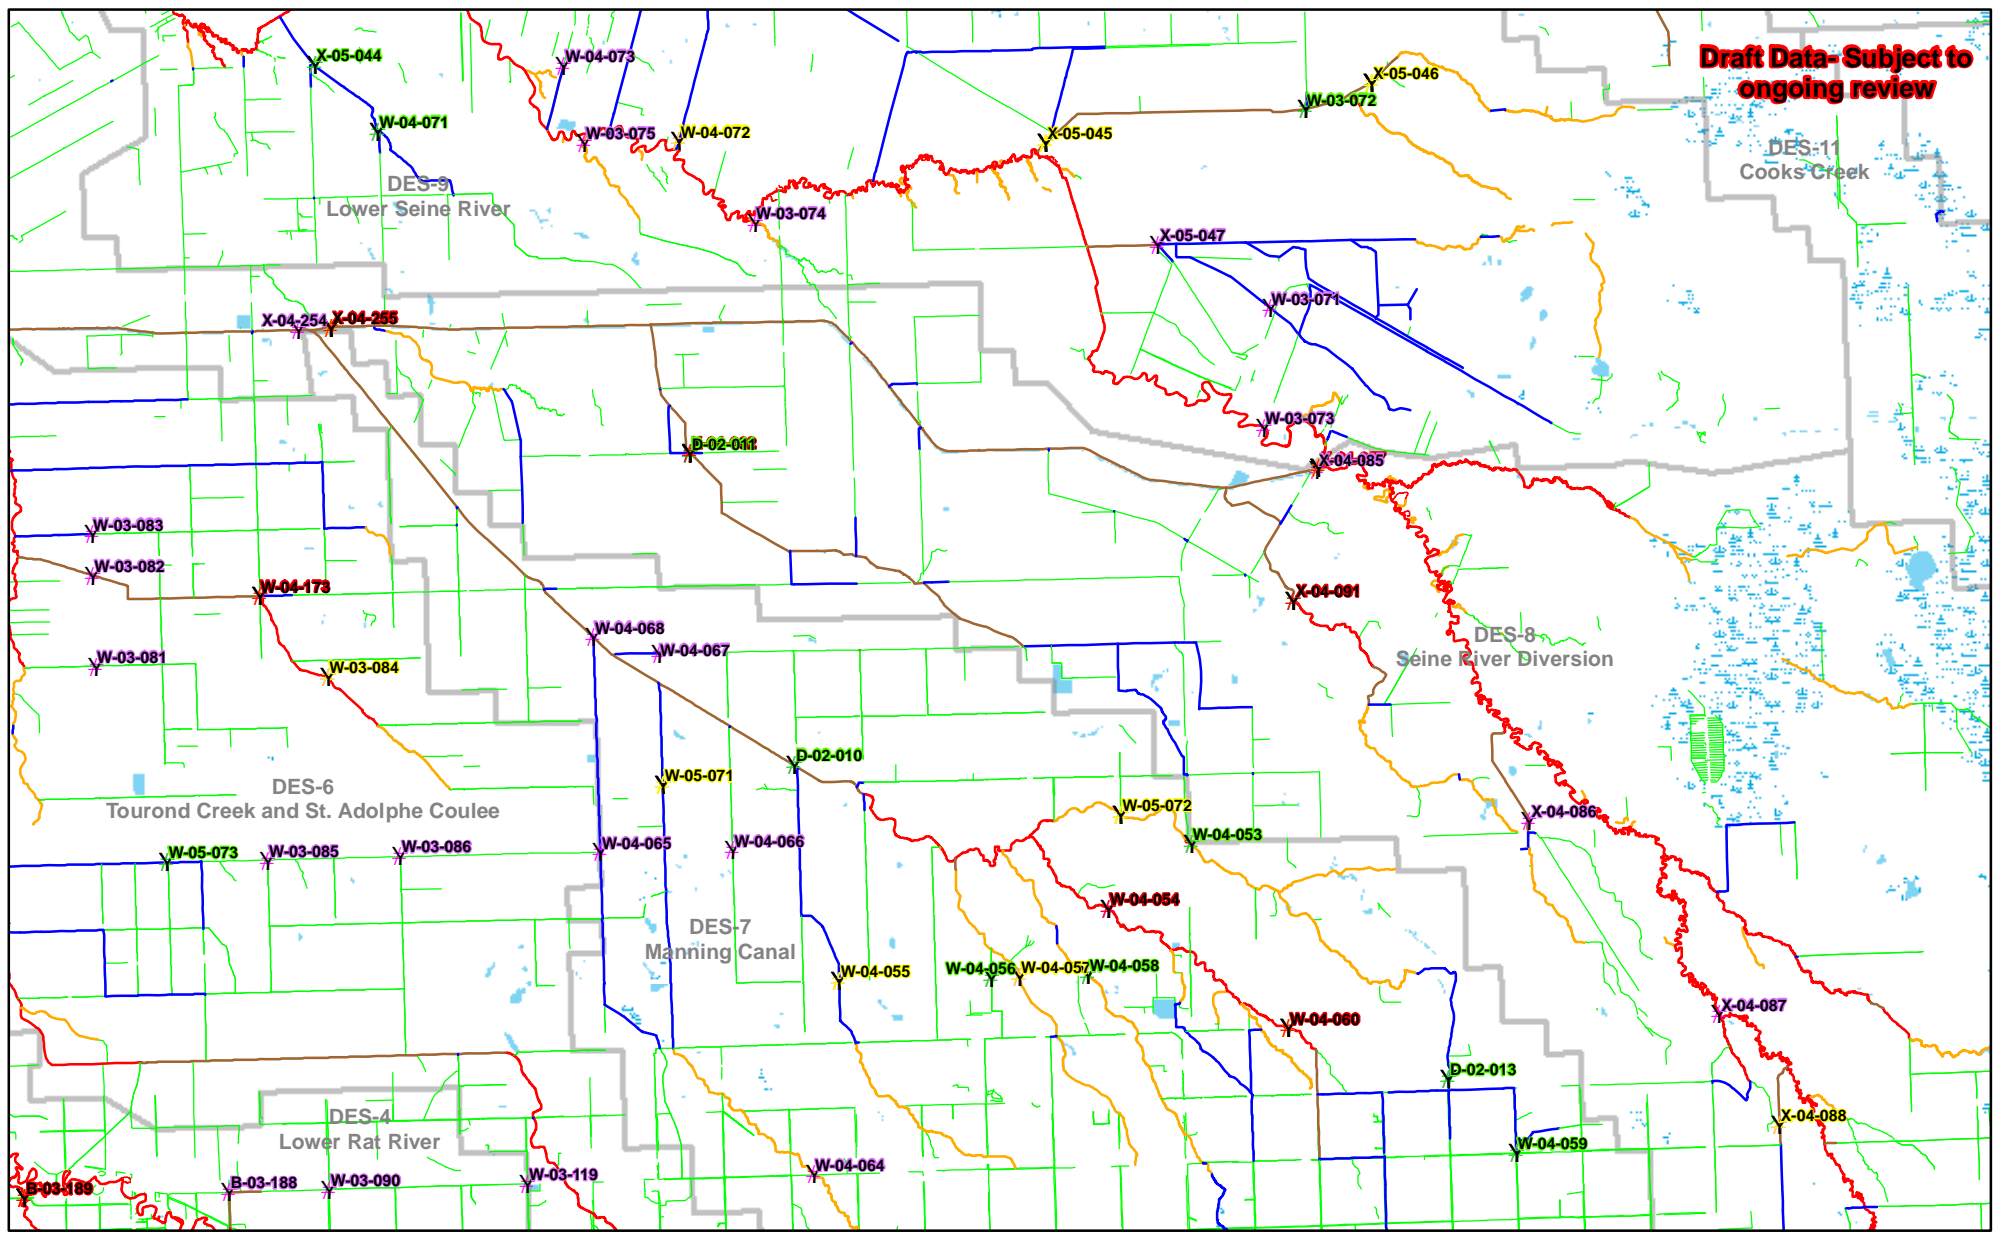 X-05-044
W-04-073
X-05-046
Draft Data- Subject to
ongoing review
W-03-072
W-04-071
W-03-075
W-04-072
X-05-045
DES-11
Cooks Creek
DES-9
Lower Seine River
W-03-074
X-05-047
W-03-071
X-04-254
X-04-255
W-03-073
D-02-011
X-04-085
W-03-083
W-03-082
W-04-173
X-04-091
W-04-068
W-04-067
W-03-081
W-03-084
DES-8
Seine River Diversion
D-02-010
W-05-071
DES-6
Tourond Creek and St. Adolphe Coulee
W-05-072
X-04-086
W-04-053
W-05-073
W-03-085
W-03-086
W-04-065
W-04-066
W-04-054
DES-7
Manning Canal
W-04-055
W-04-056
W-04-057
W-04-058
X-04-087
W-04-060
D-02-013
DES-4
Lower Rat River
X-04-088
W-04-059
W-04-064
B-03-189
B-03-188
W-03-090
W-03-119